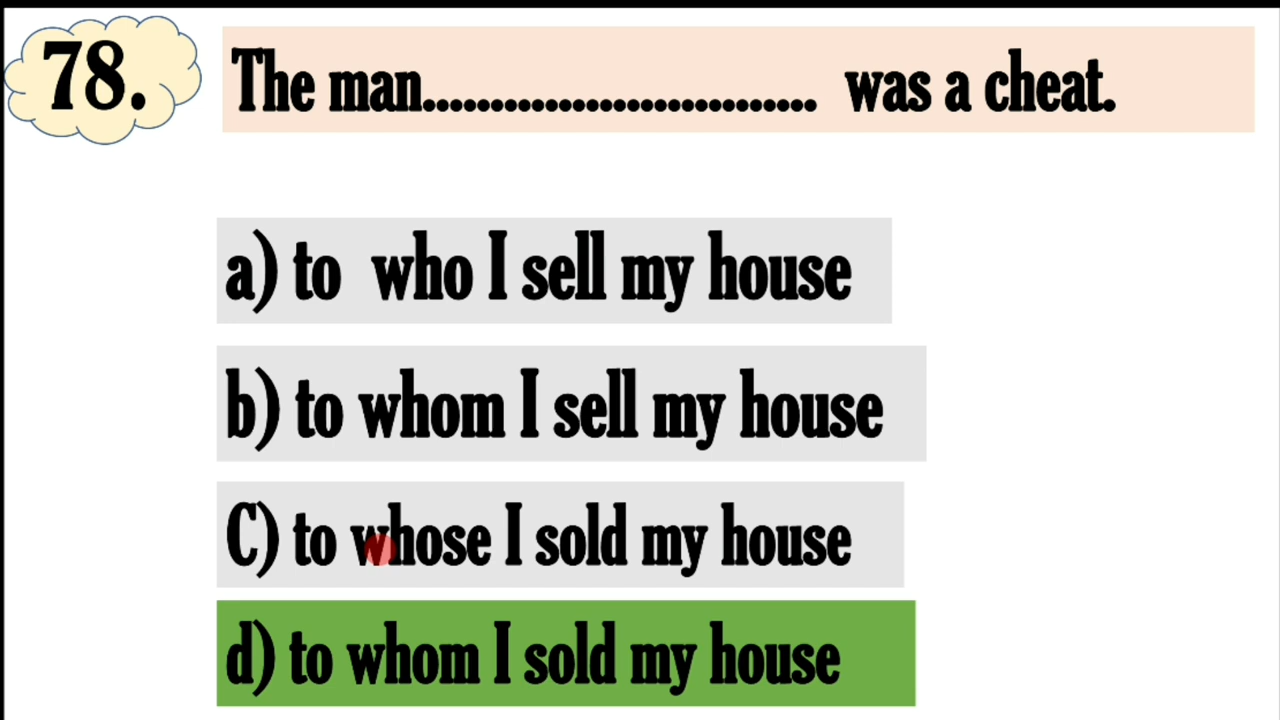 78.
The man............................. was a cheat.
a) to who I sell my house
b) to whom I sell my house
C) to whose I sold my house
d) to whom I sold my house